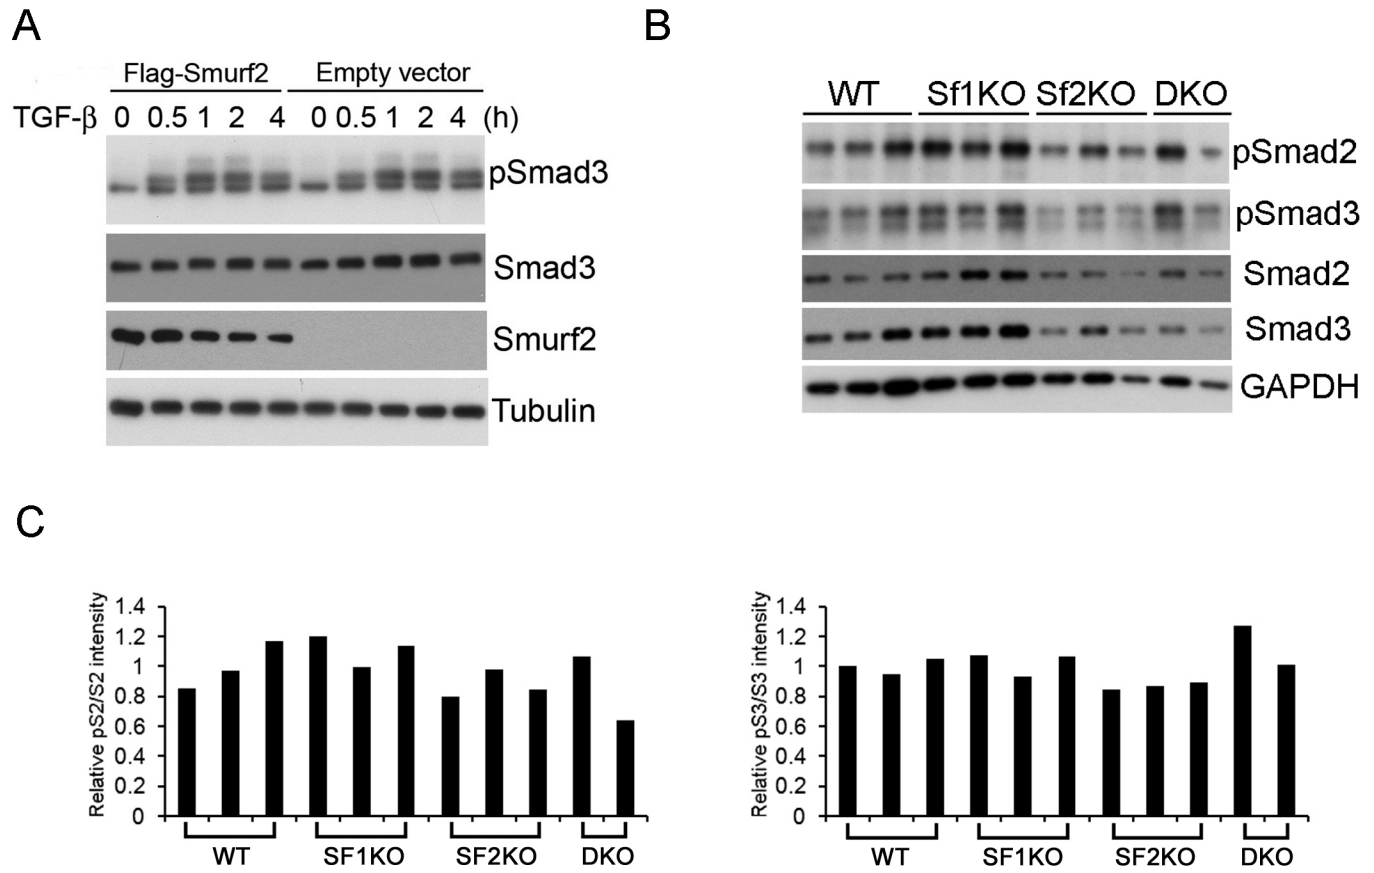 A
B
Flag-Smurf2 Empty vector
TGF-β 0 0.5 1 2 4 0 0.5 1 2 4 (h)
pSmad3
Smad3
Smurf2
Tubulin
WT Sf1KO Sf2KO DKO
pSmad2
pSmad3
Smad2
Smad3
GAPDH
C
Relative pS2/S2 intensity
1.4
1.2
1
0.8
0.6
0.4
0.2
0
WT SF1KO SF2KO DKO
Relative pS3/S3 intensity
1.4
1.2
1
0.8
0.6
0.4
0.2
0
WT SF1KO SF2KO DKO